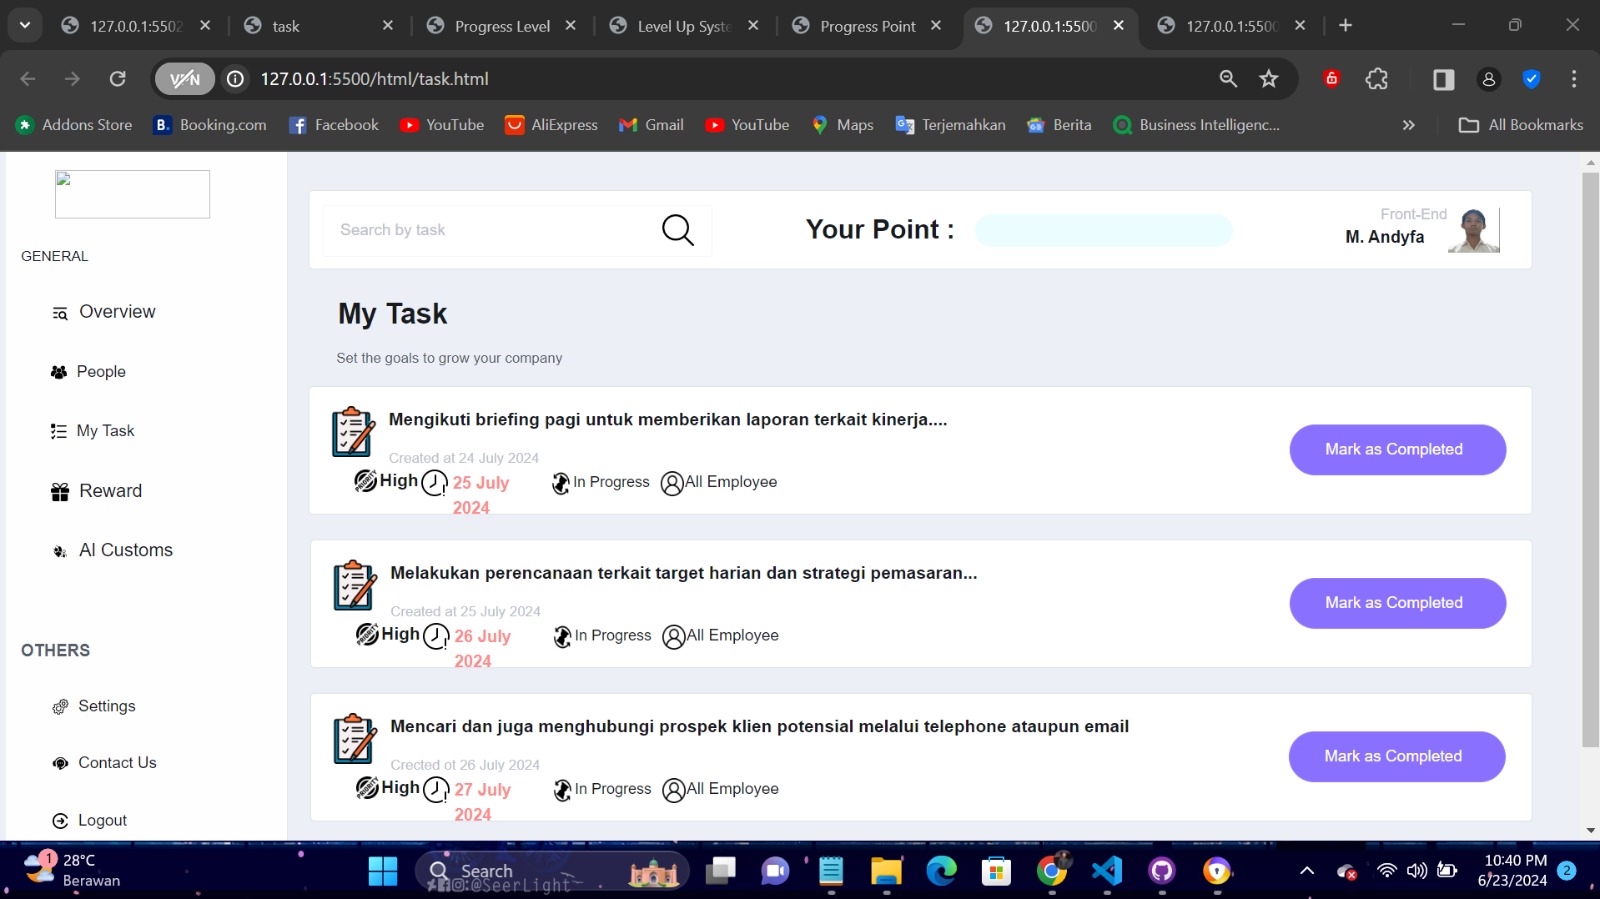 127.0.0.1:5502
task
Progress Level
Level Up Syste
Progress Point
127.0.0.1:5500
127.0.0.1:5500
VPN
127.0.0.1:5500/html/task.html
Addons Store
B. Booking.com
Facebook
YouTube
AliExpress
Gmail
YouTube
Maps
Terjemahkan
Berita
Business Intelligenc...
All Bookmarks
GENERAL
Overview
People
My Task
Reward
AI Customs
OTHERS
Settings
Contact Us
Logout
Search by task
Your Point :
Front-End
M. Andyfa
My Task
Set the goals to grow your company
Mengikuti briefing pagi untuk memberikan laporan terkait kinerja....
Created at 24 July 2024
PRIORITY High 25 July
2024
In Progress
All Employee
Mark as Completed
Melakukan perencanaan terkait target harian dan strategi pemasaran...
Created at 25 July 2024
PRIORITY High 26 July
2024
In Progress
All Employee
Mark as Completed
Mencari dan juga menghubungi prospek klien potensial melalui telephone ataupun email
Crected ot 26 July 2024
PRIORITY High 27 July
2024
In Progress
All Employee
Mark as Completed
1
28°C
Berawan
Search
@SeerLight
10:40 PM
6/23/2024
2